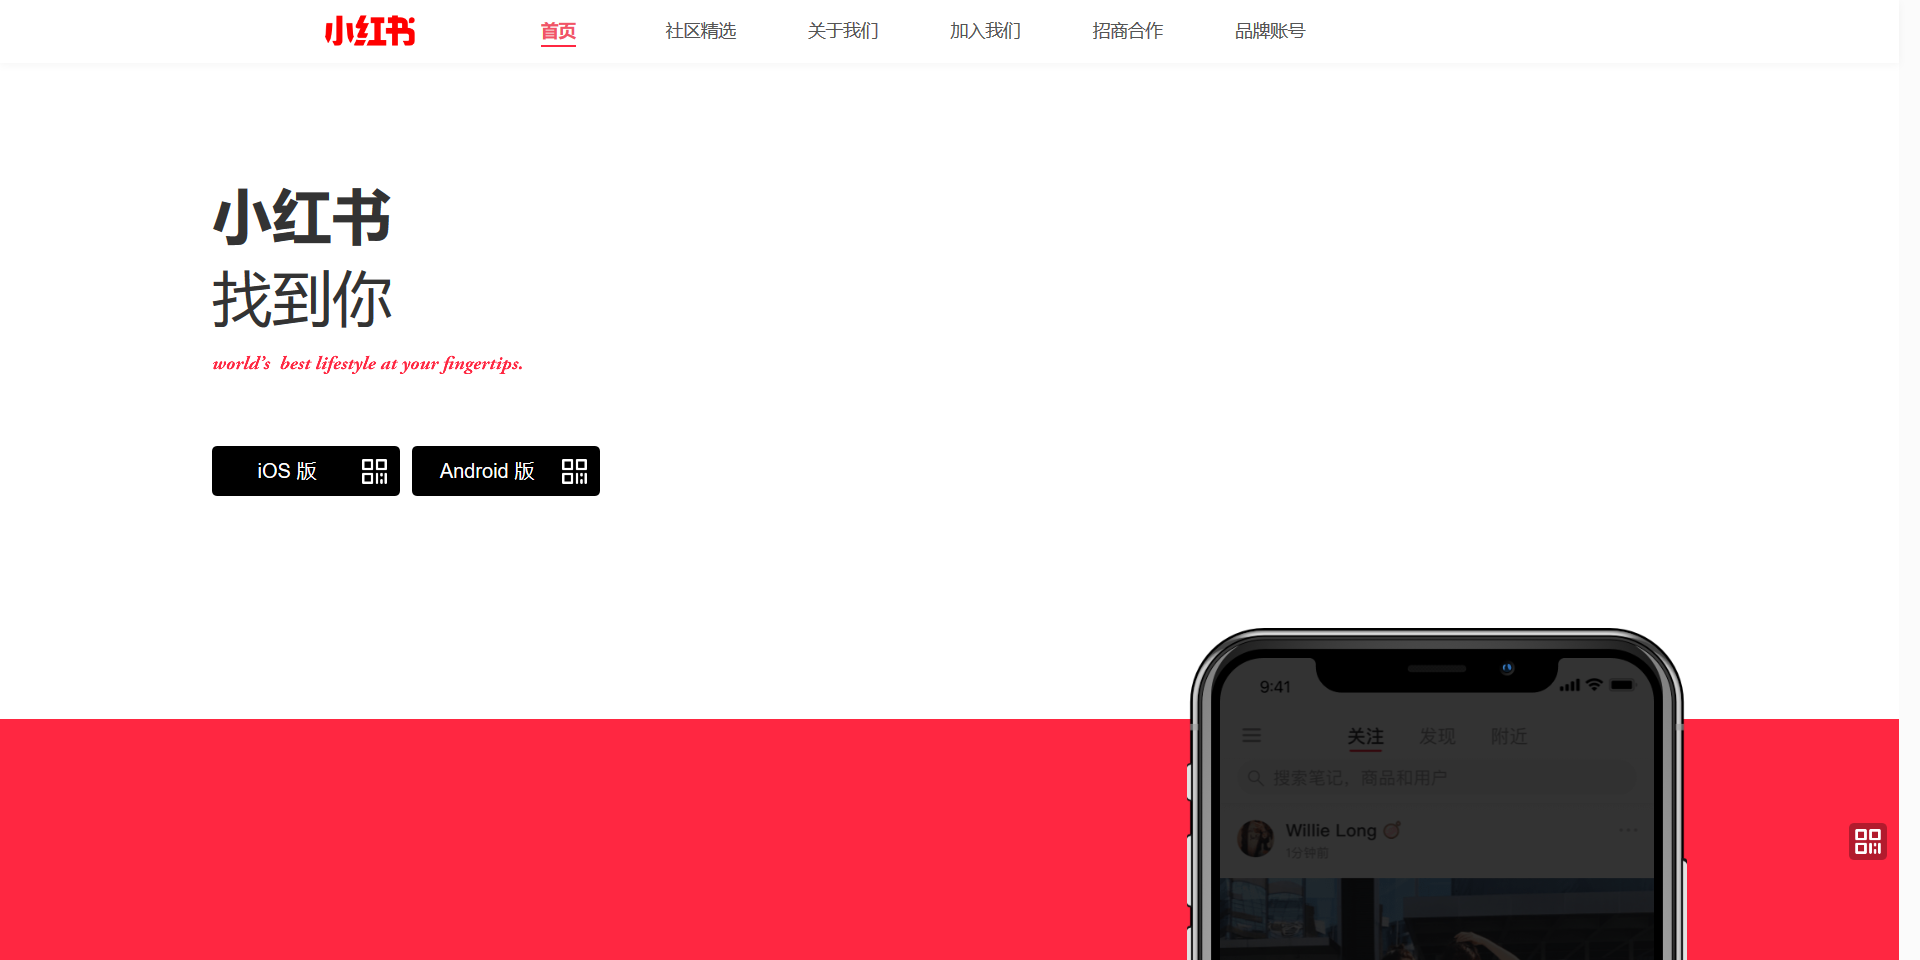 小红书
首页 社区精选 关于我们 加入我们 招商合作 品牌账号
小红书
找到你
world's best lifestyle at your fingertips.
iOS 版 Android 版
9:41
关注 发现 附近
搜索笔记，商品和用户
Willie Long
1分钟前